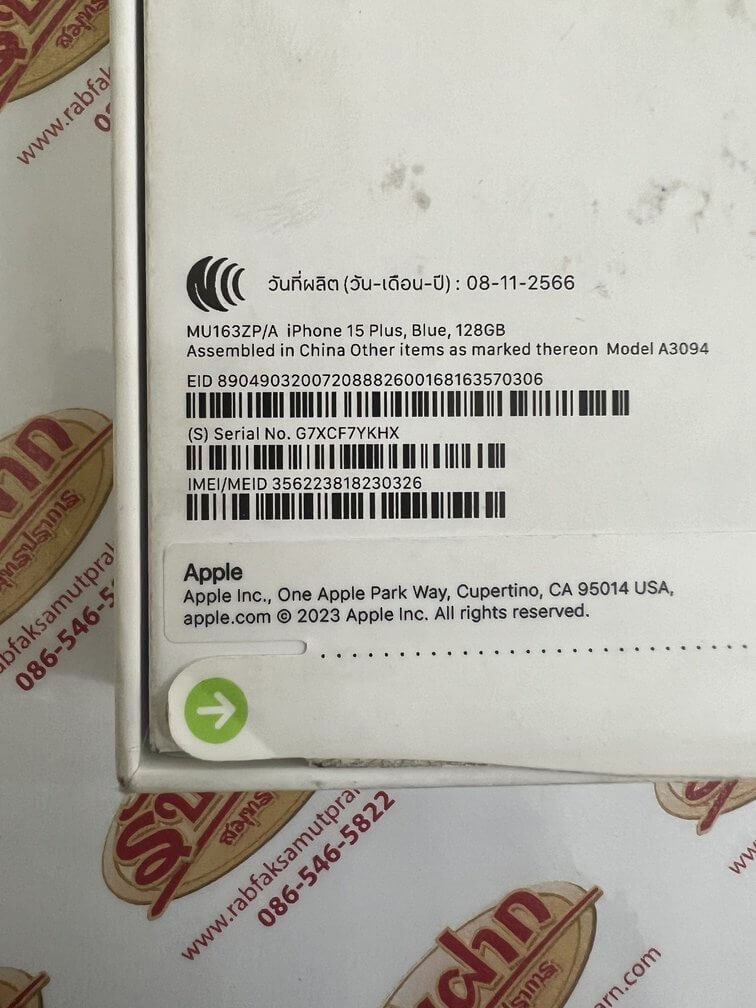 วันที่ผลิต (วัน-เดือน-ปี) : 08-11-2566
MU163ZP/A iPhone 15 Plus, Blue, 128GB
Assembled in China Other items as marked thereon Model A3094
EID 89049032007208882600168163570306
(S) Serial No. G7XCF7YKHX
IMEI/MEID 356223818230326
Apple
Apple Inc., One Apple Park Way, Cupertino, CA 95014 USA,
apple.com © 2023 Apple Inc. All rights reserved.
www.rabfaksamutprakarn
086-546-5822